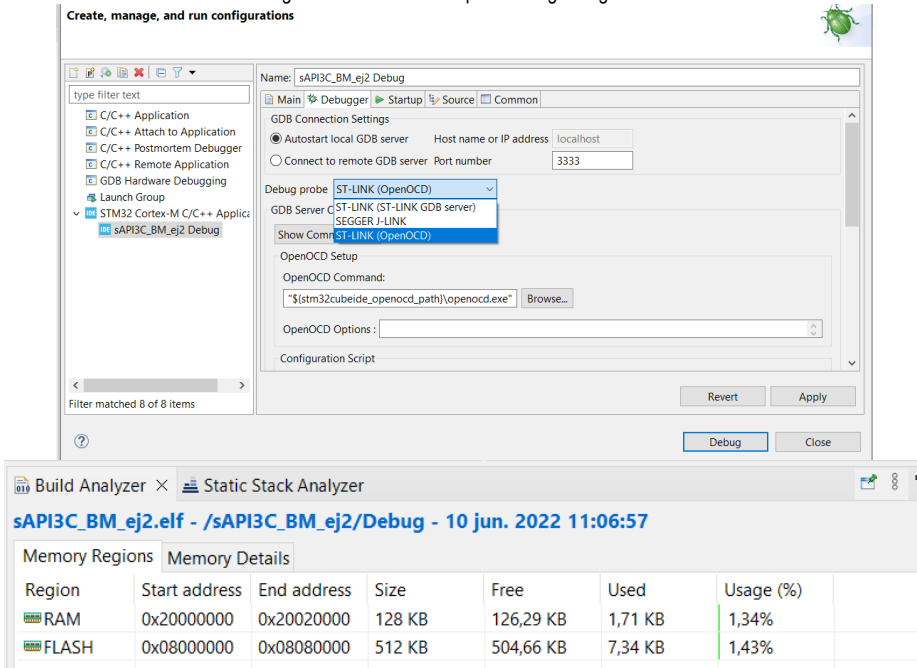 Create, manage, and run configurations
Name: sAPI3C_BM_ej2 Debug
type filter text
C/C++ Application
C/C++ Attach to Application
C/C++ Postmortem Debugger
C/C++ Remote Application
GDB Hardware Debugging
Launch Group
STM32 Cortex-M C/C++ Applica
IDE sAPI3C_BM_ej2 Debug
Filter matched 8 of 8 items
Main Debugger Startup Source Common
GDB Connection Settings
Autostart local GDB server Host name or IP address localhost
Connect to remote GDB server Port number 3333
Debug probe ST-LINK (OpenOCD)
ST-LINK (ST-LINK GDB server)
SEGGER J-LINK
ST-LINK (OpenOCD)
GDB Server C
Show Comm
OpenOCD Setup
OpenOCD Command:
"${stm32cubeide_openocd_path}\openocd.exe" Browse...
OpenOCD Options :
Configuration Script
Revert Apply
Debug Close
Build Analyzer Static Stack Analyzer
sAPI3C_BM_ej2.elf - /sAPI3C_BM_ej2/Debug - 10 jun. 2022 11:06:57
Memory Regions Memory Details
Region Start address End address Size Free Used Usage (%)
RAM 0x20000000 0x20020000 128 KB 126,29 KB 1,71 KB 1,34%
FLASH 0x08000000 0x08080000 512 KB 504,66 KB 7,34 KB 1,43%